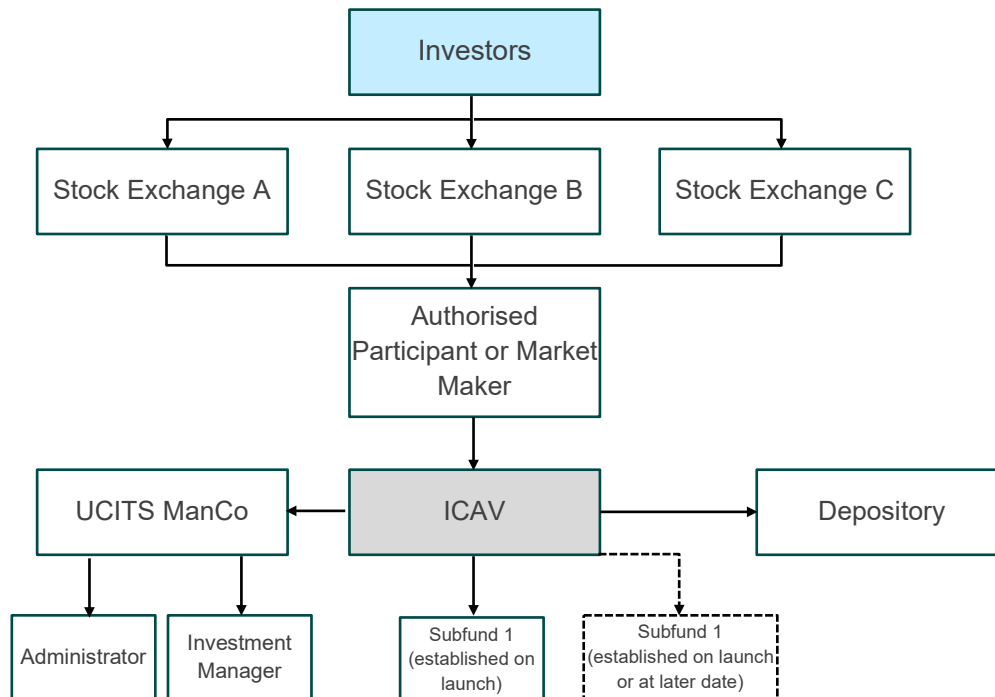 Investors
Stock Exchange A
Stock Exchange B
Stock Exchange C
Authorised
Participant or Market
Maker
UCITS ManCo
ICAV
Depository
Administrator
Investment
Manager
Subfund 1
(established on
launch)
Subfund 1
(established on launch
or at later date)